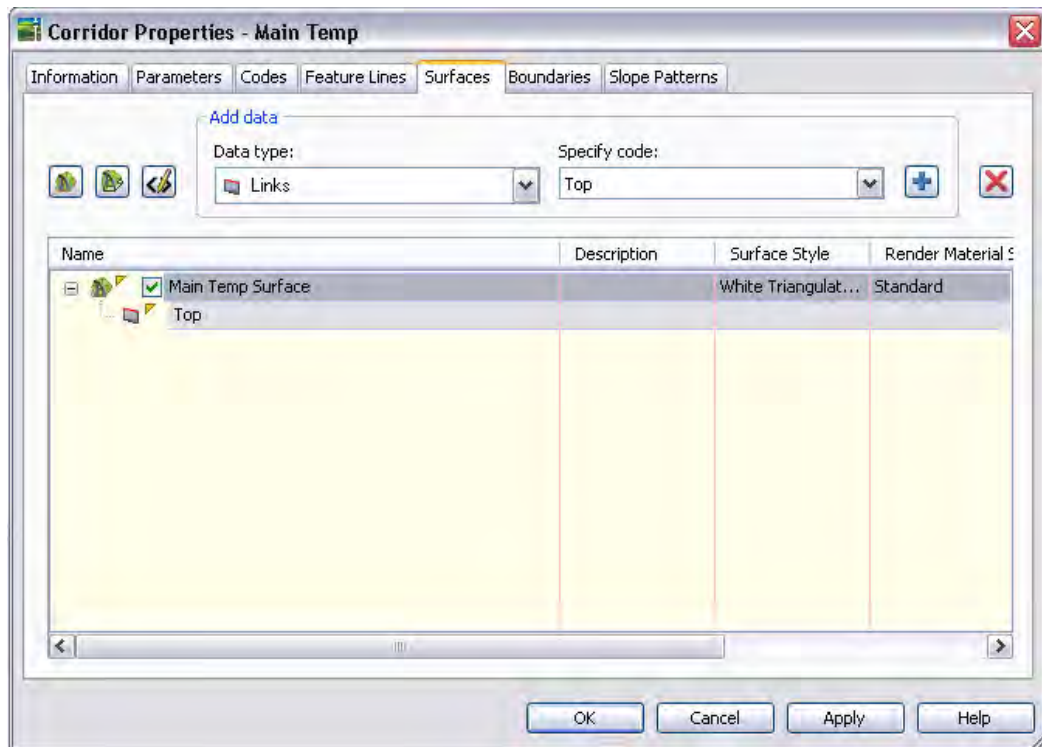 Corridor Properties - Main Temp
Information Parameters Codes Feature Lines Surfaces Boundaries Slope Patterns
Add data
Data type: Specify code:
Links Top
Name Description Surface Style Render Material S
Main Temp Surface White Triangulat... Standard
Top
OK Cancel Apply Help